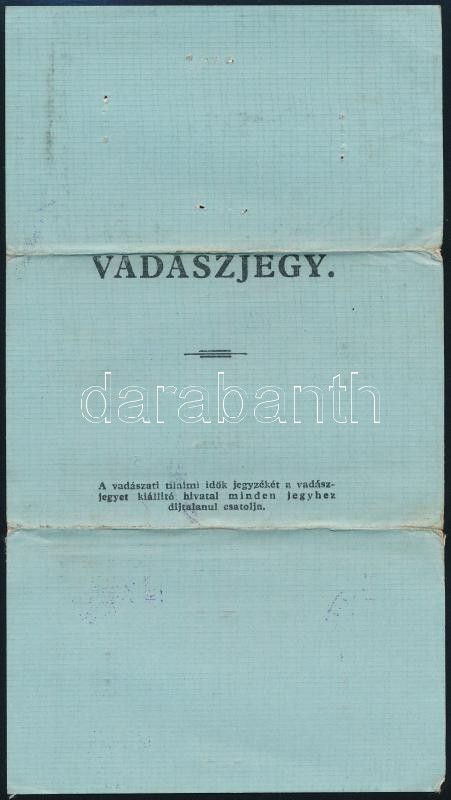 VADÁSZJEGY.
darabanth
A vadászati tilalmi idők jegyzékét a vadász-
jegyet kiállító hivatal minden jegyhez
díjtalanul csatolja.